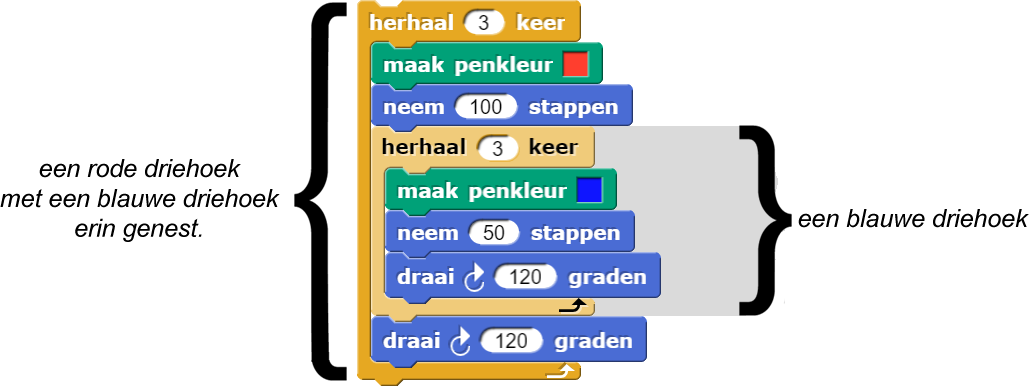 herhaal 3 keer
maak penkleur
neem 100 stappen
herhaal 3 keer
maak penkleur
neem 50 stappen
draai 120 graden
draai 120 graden
een rode driehoek
met een blauwe driehoek
erin genest.
een blauwe driehoek